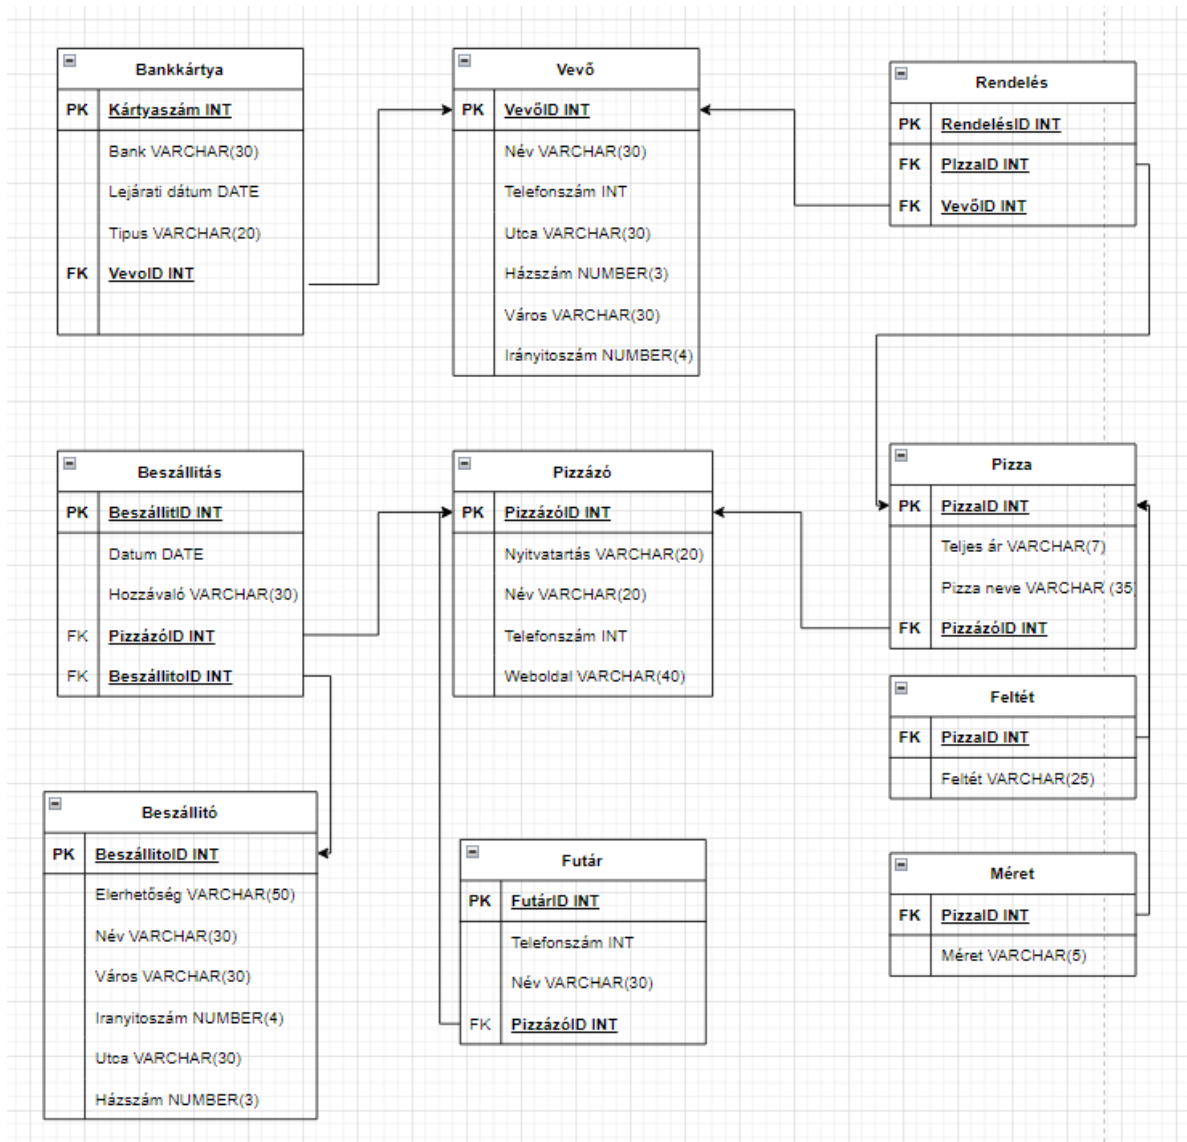 Bankkártya
PK Kártyaszám INT
Bank VARCHAR(30)
Lejárati dátum DATE
Tipus VARCHAR(20)
FK VevoID INT
Vevő
PK VevőID INT
Név VARCHAR(30)
Telefonszám INT
Utca VARCHAR(30)
Házszám NUMBER(3)
Város VARCHAR(30)
Irányitoszám NUMBER(4)
Rendelés
PK RendelésID INT
FK PIzzaID INT
FK VevőID INT
Beszállitás
PK BeszállitID INT
Datum DATE
Hozzávaló VARCHAR(30)
FK PizzázóID INT
FK BeszállitoID INT
Pizzázó
PK PizzázóID INT
Nyitvatartás VARCHAR(20)
Név VARCHAR(20)
Telefonszám INT
Weboldal VARCHAR(40)
Pizza
PK PizzaID INT
Teljes ár VARCHAR(7)
Pizza neve VARCHAR (35)
FK PizzázóID INT
Feltét
FK PizzaID INT
Feltét VARCHAR(25)
Beszállitó
PK BeszállitoID INT
Elerhetőség VARCHAR(50)
Név VARCHAR(30)
Város VARCHAR(30)
Iranyitoszám NUMBER(4)
Utca VARCHAR(30)
Házszám NUMBER(3)
Futár
PK FutárID INT
Telefonszám INT
Név VARCHAR(30)
FK PizzázóID INT
Méret
FK PizzaID INT
Méret VARCHAR(5)